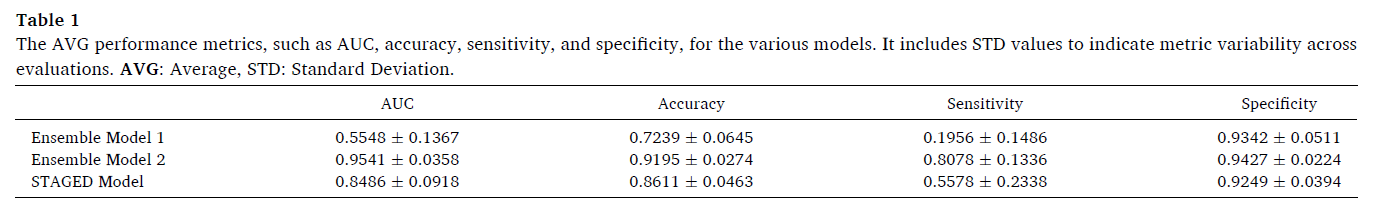 Table 1
The AVG performance metrics, such as AUC, accuracy, sensitivity, and specificity, for the various models. It includes STD values to indicate metric variability across
evaluations. AVG: Average, STD: Standard Deviation.
AUC Accuracy Sensitivity Specificity
Ensemble Model 1 0.5548 ± 0.1367 0.7239 ± 0.0645 0.1956 ± 0.1486 0.9342 ± 0.0511
Ensemble Model 2 0.9541 ± 0.0358 0.9195 ± 0.0274 0.8078 ± 0.1336 0.9427 ± 0.0224
STAGED Model 0.8486 ± 0.0918 0.8611 ± 0.0463 0.5578 ± 0.2338 0.9249 ± 0.0394